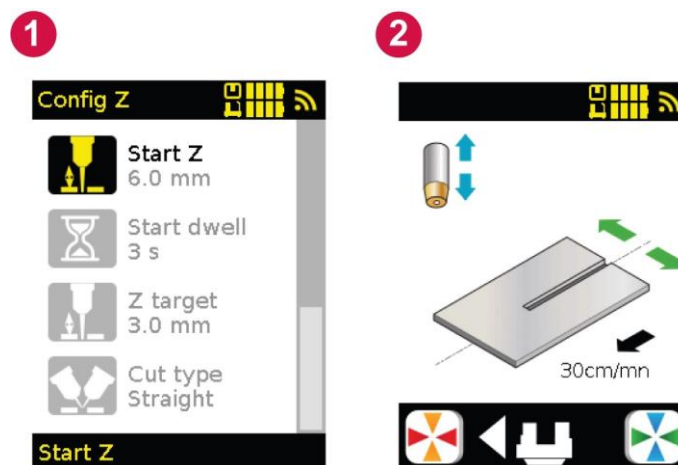 1
Config Z
Start Z
6.0 mm
Start dwell
3 s
Z target
3.0 mm
Cut type
Straight
Start Z
2
30cm/mn